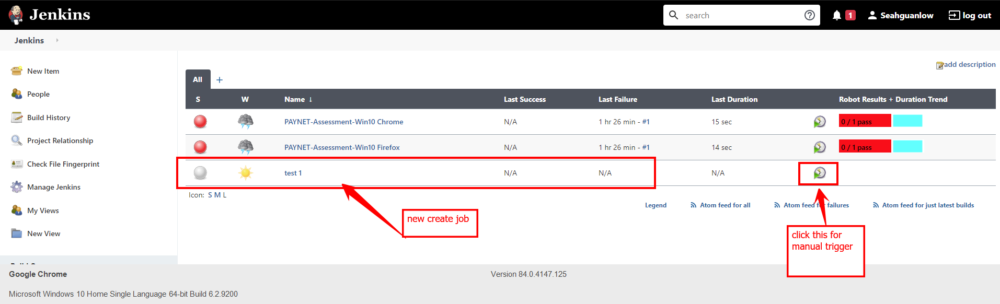 Jenkins
search
1
Seahguanlow
log out
Jenkins
New Item
People
Build History
Project Relationship
Check File Fingerprint
Manage Jenkins
My Views
New View
add description
All +
S W Name ↓ Last Success Last Failure Last Duration Robot Results + Duration Trend
PAYNET-Assessment-Win10 Chrome N/A 1 hr 26 min - #1 15 sec 0 / 1 pass
PAYNET-Assessment-Win10 Firefox N/A 1 hr 26 min - #1 14 sec 0 / 1 pass
test 1 N/A N/A N/A
Icon: S M L
Legend Atom feed for all Atom feed for failures Atom feed for just latest builds
new create job
click this for
manual trigger
Google Chrome Version 84.0.4147.125
Microsoft Windows 10 Home Single Language 64-bit Build 6.2.9200